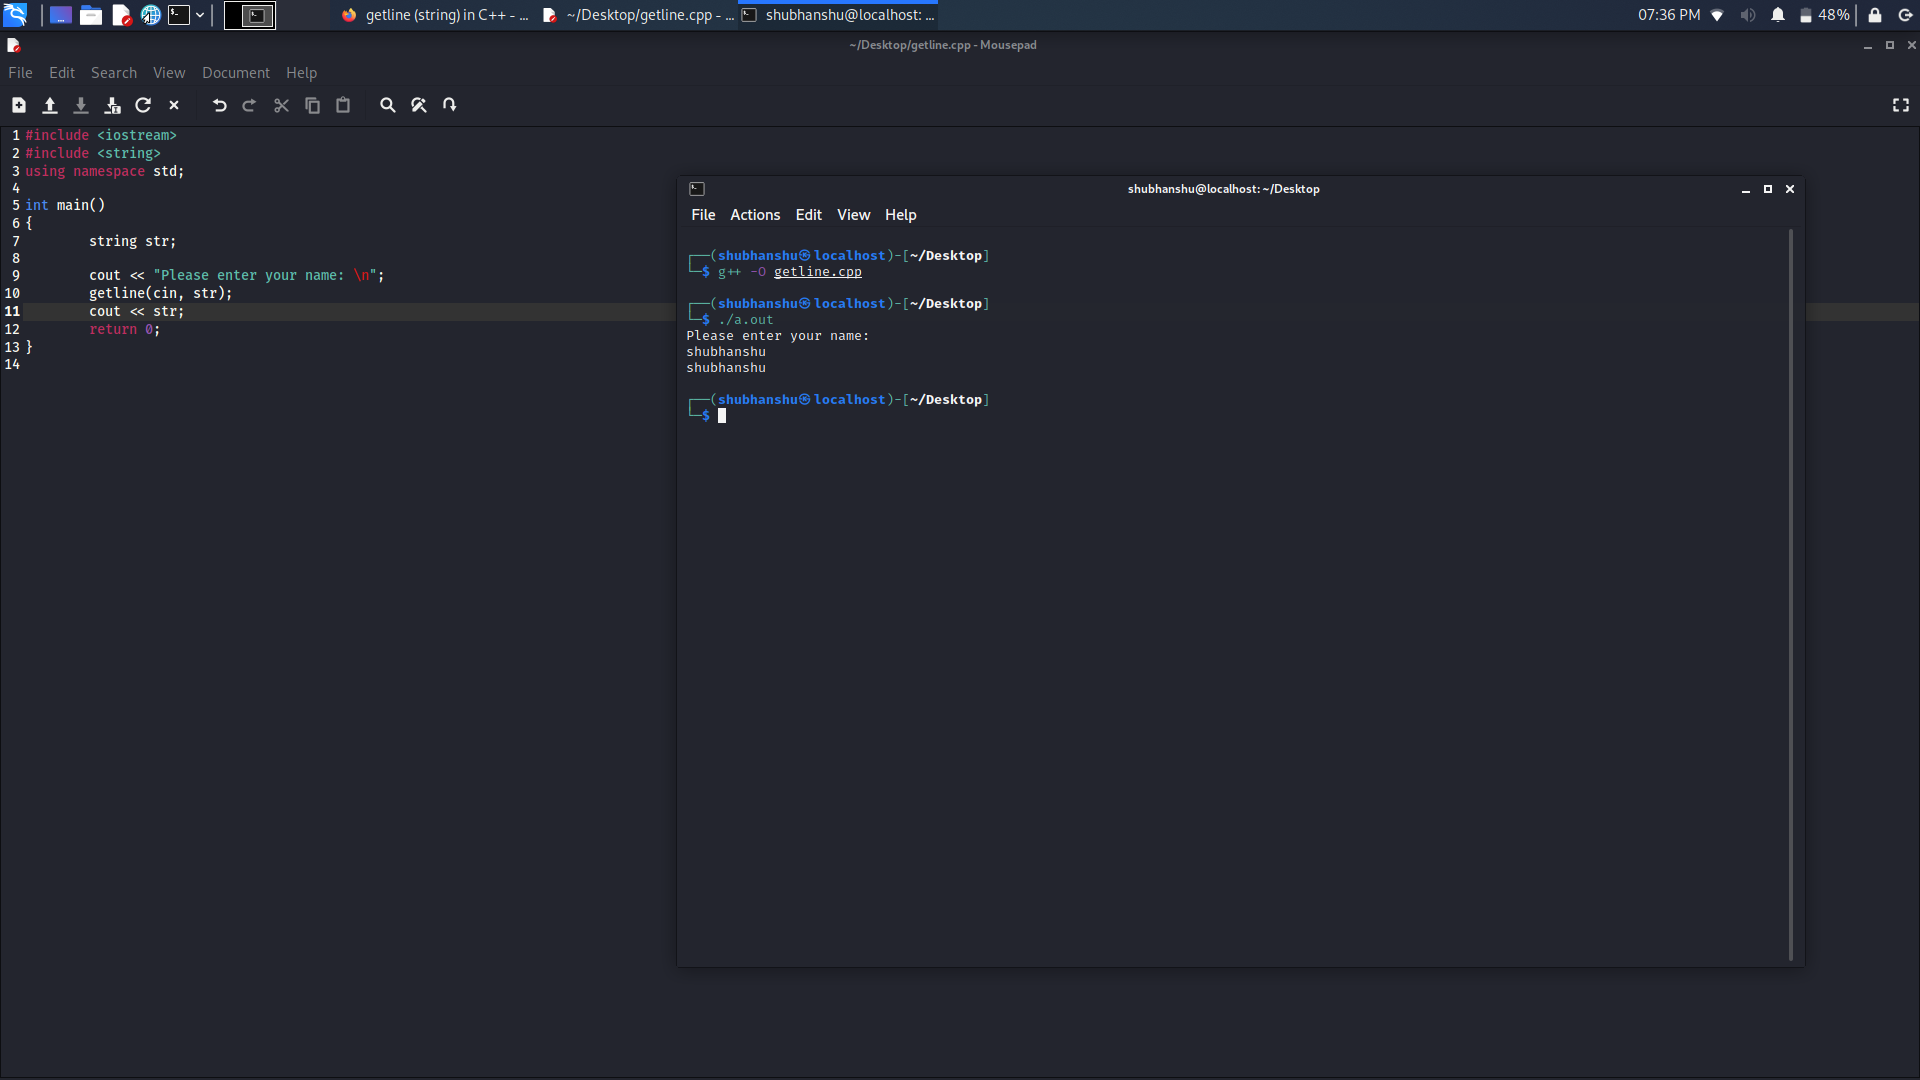 getline (string) in C++ - ...
~/Desktop/getline.cpp - ...
shubhanshu@localhost: ...
07:36 PM
48%
~/Desktop/getline.cpp - Mousepad
File Edit Search View Document Help
1 #include <iostream>
2 #include <string>
3 using namespace std;
4
5 int main()
6 {
7 string str;
8
9 cout << "Please enter your name: \n";
10 getline(cin, str);
11 cout << str;
12 return 0;
13 }
14
shubhanshu@localhost: ~/Desktop
File Actions Edit View Help
┌──(shubhanshu㉿localhost)-[~/Desktop]
└─$ g++ -O getline.cpp
┌──(shubhanshu㉿localhost)-[~/Desktop]
└─$ ./a.out
Please enter your name:
shubhanshu
shubhanshu
┌──(shubhanshu㉿localhost)-[~/Desktop]
└─$